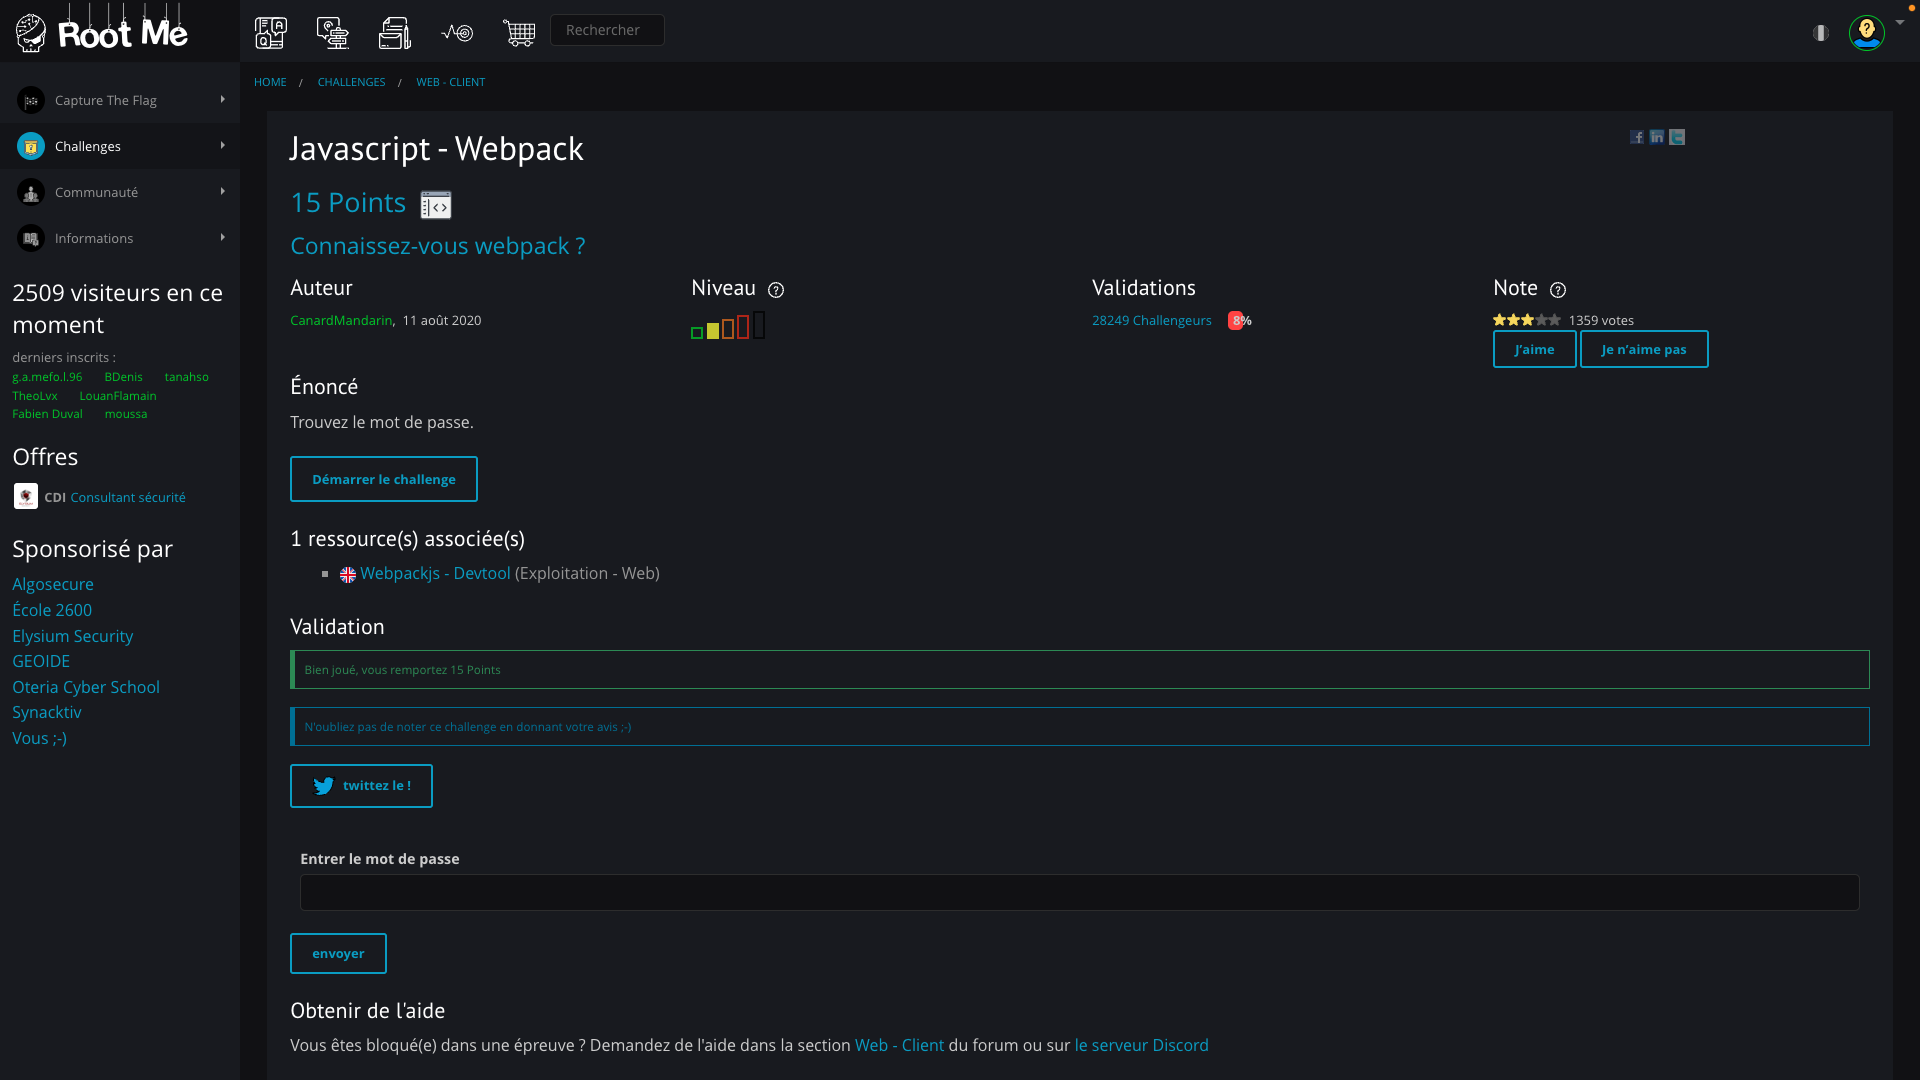 Root Me
Rechercher
HOME / CHALLENGES / WEB - CLIENT
Capture The Flag
Challenges
Communauté
Informations
2509 visiteurs en ce
moment
derniers inscrits :
g.a.mefo.l.96 BDenis tanahso
TheoLvx LouanFlamain
Fabien Duval moussa
Offres
CDI Consultant sécurité
Sponsorisé par
Algosecure
École 2600
Elysium Security
GEOIDE
Oteria Cyber School
Synacktiv
Vous ;-)
Javascript - Webpack
15 Points
Connaissez-vous webpack ?
Auteur
CanardMandarin, 11 août 2020
Niveau
Validations
28249 Challengeurs 8%
Note
1359 votes
J’aime Je n’aime pas
Énoncé
Trouvez le mot de passe.
Démarrer le challenge
1 ressource(s) associée(s)
Webpackjs - Devtool (Exploitation - Web)
Validation
Bien joué, vous remportez 15 Points
N'oubliez pas de noter ce challenge en donnant votre avis ;-)
twittez le !
Entrer le mot de passe
envoyer
Obtenir de l'aide
Vous êtes bloqué(e) dans une épreuve ? Demandez de l'aide dans la section Web - Client du forum ou sur le serveur Discord